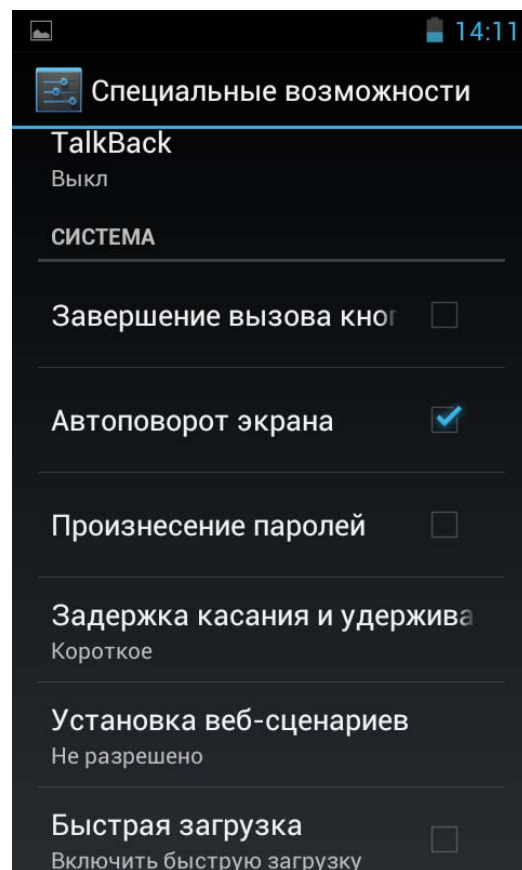 14:11
Специальные возможности
TalkBack
Выкл
СИСТЕМА
Завершение вызова
Автоповорот экрана
Произнесение паролей
Задержка касания и удержива
Короткое
Установка веб-сценариев
Не разрешено
Быстрая загрузка
Включить быструю загрузку